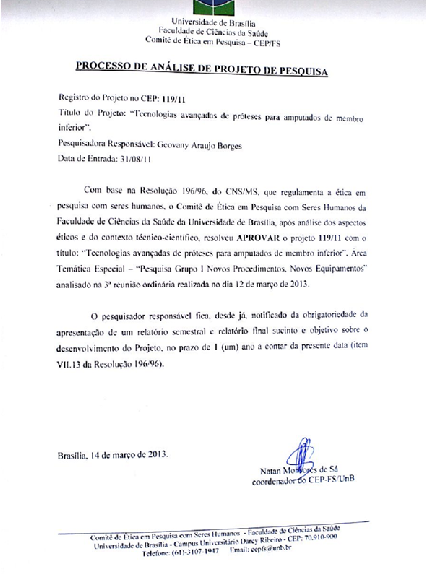 Universidade de Brasília
Faculdade de Ciências da Saúde
Comitê de Ética em Pesquisa – CEP/FS
PROCESSO DE ANÁLISE DE PROJETO DE PESQUISA
Registro do Projeto no CEP: 119/11
Título do Projeto: “Tecnologias avançadas de próteses para amputados de membro
inferior”.
Pesquisadora Responsável: Geovany Araujo Borges
Data de Entrada: 31/08/11
Com base na Resolução 196/96, do CNS/MS, que regulamenta a ética em
pesquisa com seres humanos, o Comitê de Ética em Pesquisa com Seres Humanos da
Faculdade de Ciências da Saúde da Universidade de Brasília, após análise dos aspectos
éticos e do contexto técnico-científico, resolveu APROVAR o projeto 119/11 com o
título: “Tecnologias avançadas de próteses para amputados de membro inferior”. Área
Temática Especial – “Pesquisa Grupo I Novos Procedimentos. Novos Equipamentos”
analisado na 3ª reunião ordinária realizada no dia 12 de março de 2013.
O pesquisador responsável fica, desde já, notificado da obrigatoriedade da
apresentação de um relatório semestral e relatório final sucinto e objetivo sobre o
desenvolvimento do Projeto, no prazo de 1 (um) ano a contar da presente data (item
VII.13 da Resolução 196/96).
Brasília, 14 de março de 2013.
Natan de Sá
coordenador do CEP-FS/UnB
Comitê de Ética em Pesquisa com Seres Humanos - Faculdade de Ciências da Saúde
Universidade de Brasília - Campus Universitário Darcy Ribeiro - CEP: 70.910-900
Telefone: (61)-3107-1947 Email: cepfs@unb.br